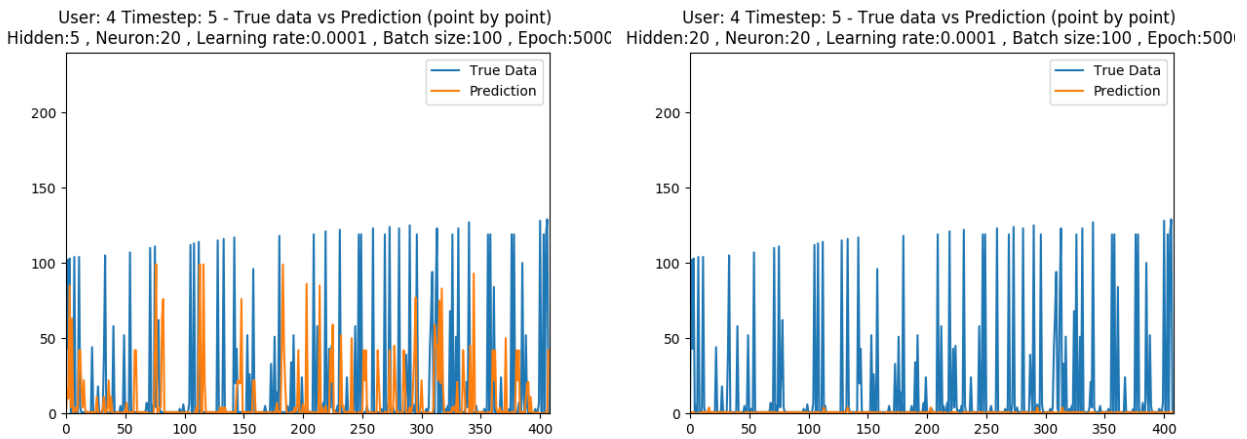 User: 4 Timestep: 5 - True data vs Prediction (point by point)
Hidden:5 , Neuron:20 , Learning rate:0.0001 , Batch size:100 , Epoch:5000
True Data
Prediction
200
150
100
50
0
0 50 100 150 200 250 300 350 400
User: 4 Timestep: 5 - True data vs Prediction (point by point)
Hidden:20 , Neuron:20 , Learning rate:0.0001 , Batch size:100 , Epoch:5000
True Data
Prediction
200
150
100
50
0
0 50 100 150 200 250 300 350 400